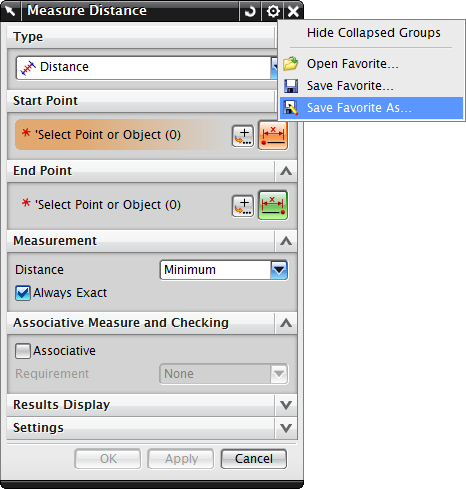 Measure Distance
Type
Distance
Start Point
* 'Select Point or Object (0)
End Point
* 'Select Point or Object (0)
Measurement
Distance Minimum
Always Exact
Associative Measure and Checking
Associative
Requirement None
Results Display
Settings
OK Apply Cancel
Hide Collapsed Groups
Open Favorite...
Save Favorite...
Save Favorite As...